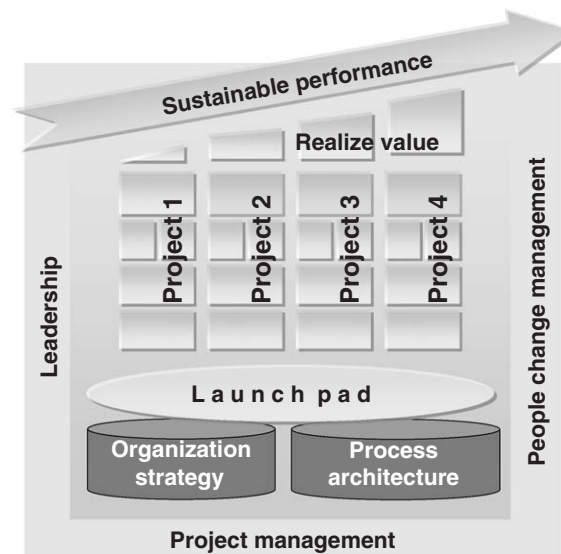 Sustainable performance
Realize value
Project 1
Project 2
Project 3
Project 4
Leadership
People change management
Launch pad
Organization
strategy
Process
architecture
Project management